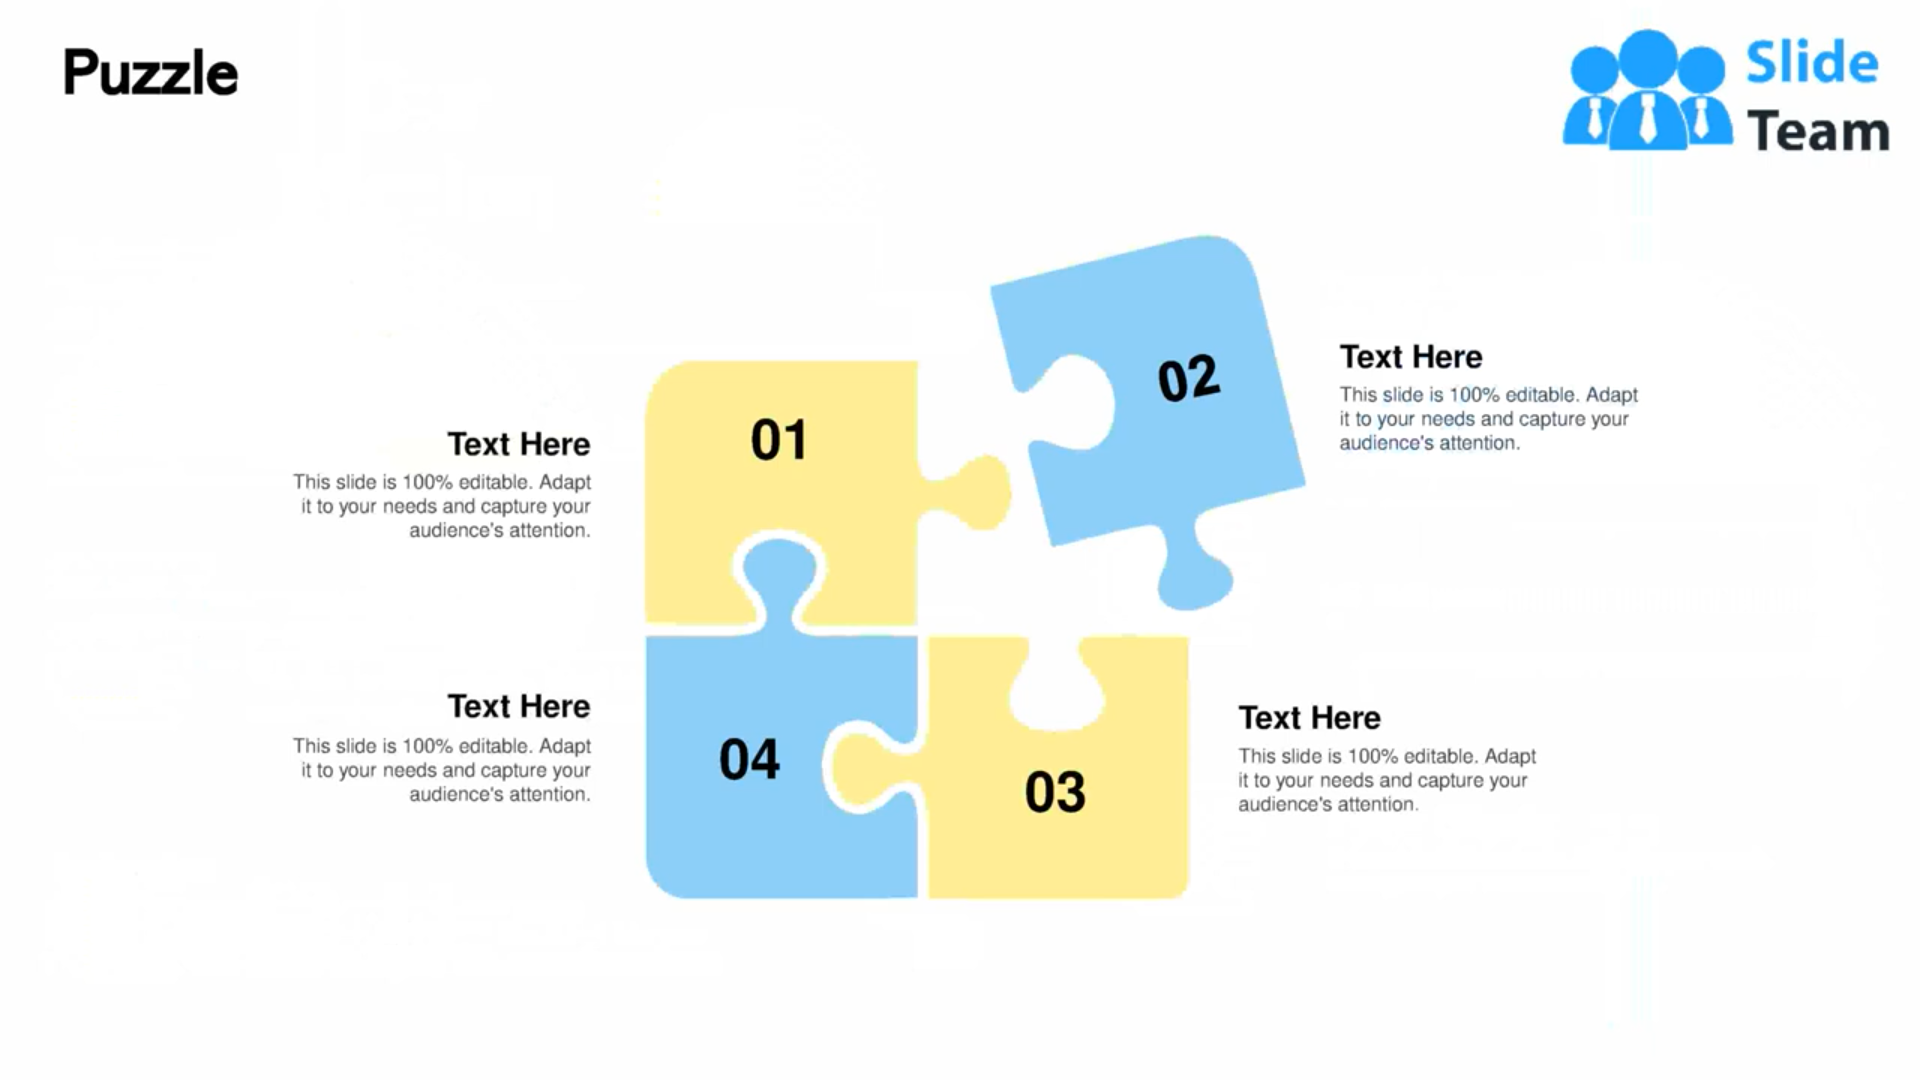 Puzzle
Slide
Team
01
Text Here
This slide is 100% editable. Adapt
it to your needs and capture your
audience's attention.
02
Text Here
This slide is 100% editable. Adapt
it to your needs and capture your
audience's attention.
04
Text Here
This slide is 100% editable. Adapt
it to your needs and capture your
audience's attention.
03
Text Here
This slide is 100% editable. Adapt
it to your needs and capture your
audience's attention.